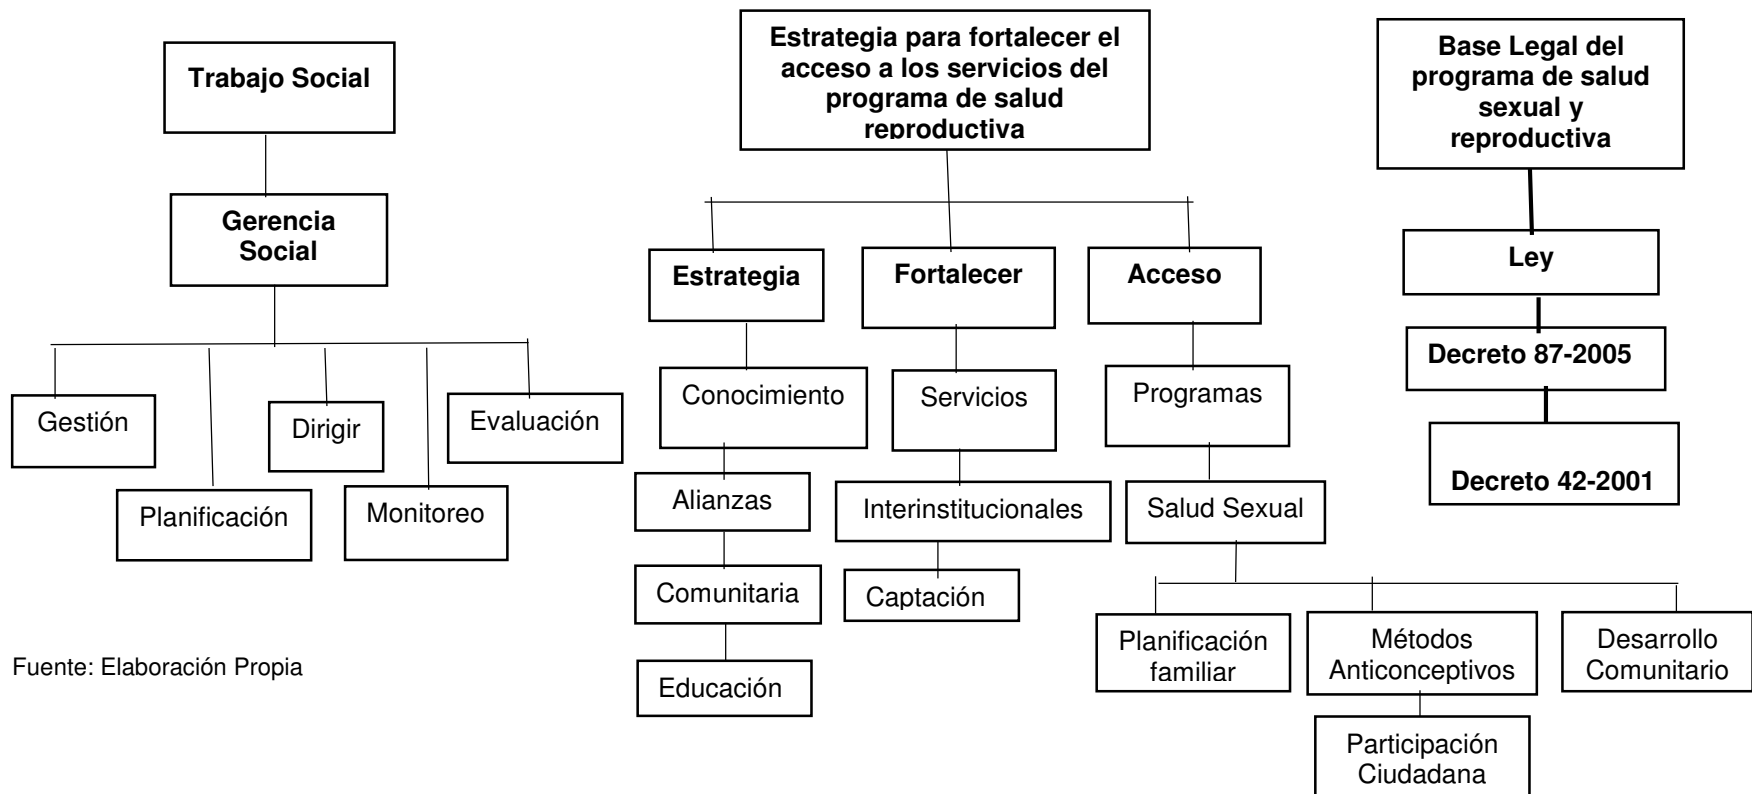 Trabajo Social
Gerencia
Social
Gestión
Planificación
Dirigir
Monitoreo
Evaluación
Estrategia para fortalecer el
acceso a los servicios del
programa de salud
reproductiva
Estrategia
Conocimiento
Alianzas
Comunitaria
Educación
Fortalecer
Servicios
Interinstitucionales
Captación
Acceso
Programas
Salud Sexual
Planificación
familiar
Métodos
Anticonceptivos
Participación
Ciudadana
Desarrollo
Comunitario
Base Legal del
programa de salud
sexual y
reproductiva
Ley
Decreto 87-2005
Decreto 42-2001
Fuente: Elaboración Propia